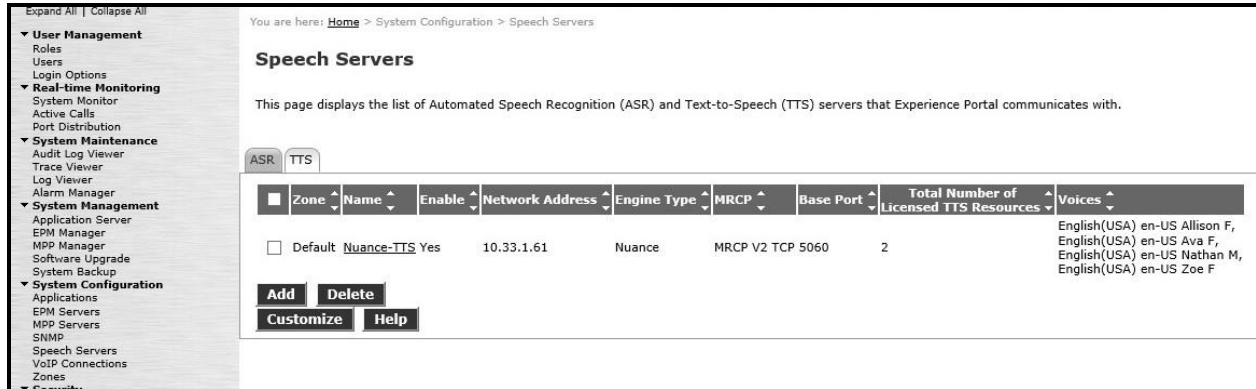 Expand All | Collapse All
▼ User Management
Roles
Users
Login Options
▼ Real-time Monitoring
System Monitor
Active Calls
Port Distribution
▼ System Maintenance
Audit Log Viewer
Trace Viewer
Log Viewer
Alarm Manager
▼ System Management
Application Server
EPM Manager
MPP Manager
Software Upgrade
System Backup
▼ System Configuration
Applications
EPM Servers
MPP Servers
SNMP
Speech Servers
VoIP Connections
Zones
▼ Security
You are here: Home > System Configuration > Speech Servers
Speech Servers
This page displays the list of Automated Speech Recognition (ASR) and Text-to-Speech (TTS) servers that Experience Portal communicates with.
ASR TTS
Zone Name Enable Network Address Engine Type MRCP Base Port Total Number of Licensed TTS Resources Voices
Default Nuance-TTS Yes 10.33.1.61 Nuance MRCP V2 TCP 5060 2 English(USA) en-US Allison F,
English(USA) en-US Ava F,
English(USA) en-US Nathan M,
English(USA) en-US Zoe F
Add Delete
Customize Help